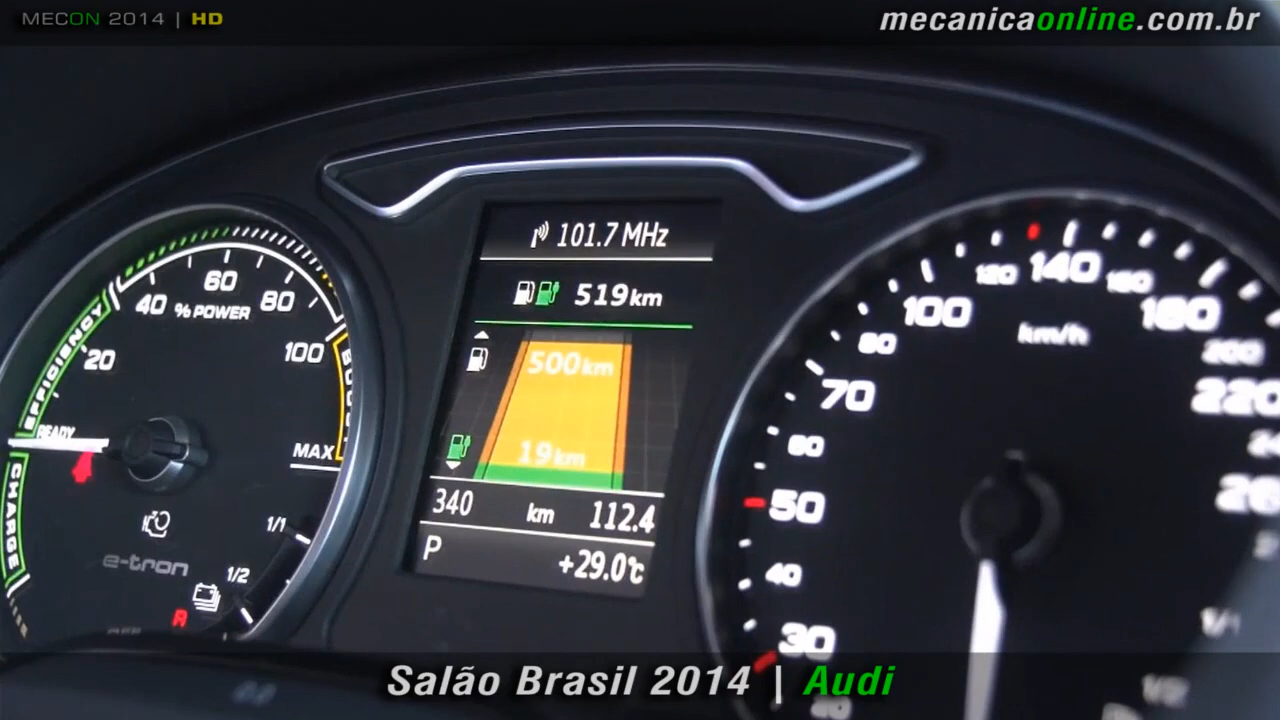 MECON 2014 | HD
mecanicaonline.com.br
101.7 MHz
519 km
500 km
19 km
340 km 112.4
P +29.0°C
20
40
60
80
100
% POWER
EFFICIENCY
READY
CHARGE
BOOST
MAX
e-tron
1/1
1/2
R
30
40
50
60
70
80
100
120
140
160
180
200
220
km/h
Salão Brasil 2014 | Audi